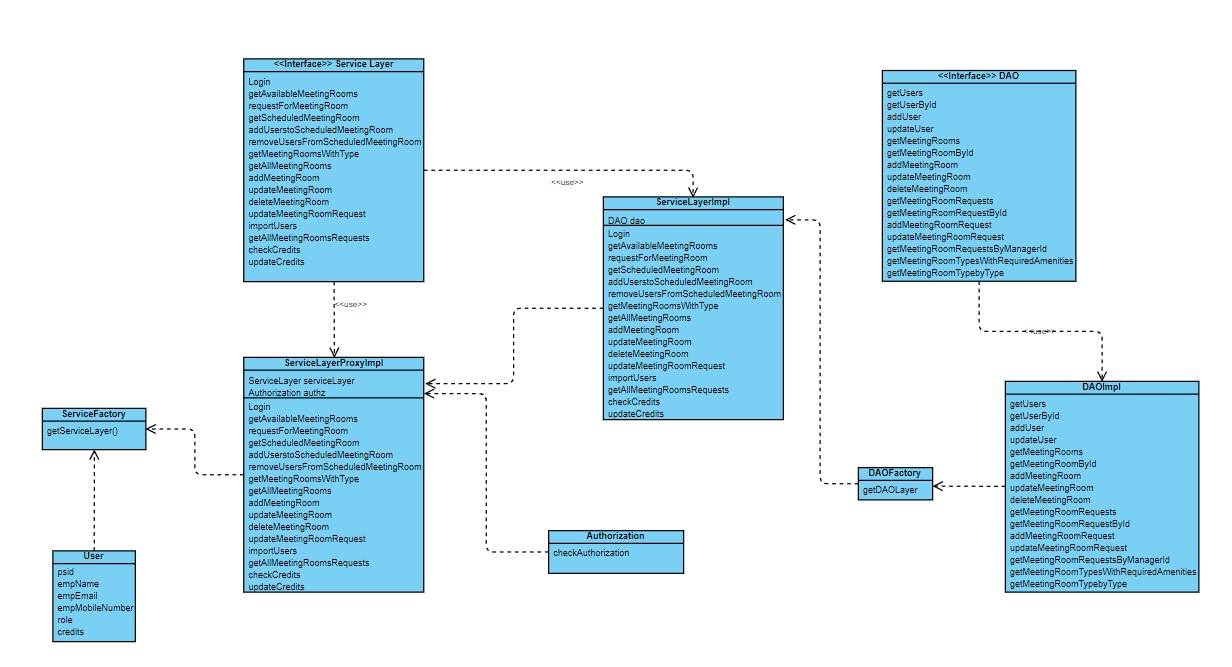 <<Interface>> Service Layer
Login
getAvailableMeetingRooms
requestForMeetingRoom
getScheduledMeetingRoom
addUserstoScheduledMeetingRoom
removeUsersFromScheduledMeetingRoom
getMeetingRoomsWithType
getAllMeetingRooms
addMeetingRoom
updateMeetingRoom
deleteMeetingRoom
updateMeetingRoomRequest
importUsers
getAllMeetingRoomsRequests
checkCredits
updateCredits
<<Interface>> DAO
getUsers
getUserById
addUser
updateUser
getMeetingRooms
getMeetingRoomById
addMeetingRoom
updateMeetingRoom
deleteMeetingRoom
getMeetingRoomRequests
getMeetingRoomRequestById
addMeetingRoomRequest
updateMeetingRoomRequest
getMeetingRoomRequestsByManagerId
getMeetingRoomTypesWithRequiredAmenities
getMeetingRoomTypebyType
<<use>>
ServiceLayerImpl
DAO dao
Login
getAvailableMeetingRooms
requestForMeetingRoom
getScheduledMeetingRoom
addUserstoScheduledMeetingRoom
removeUsersFromScheduledMeetingRoom
getMeetingRoomsWithType
getAllMeetingRooms
addMeetingRoom
updateMeetingRoom
deleteMeetingRoom
updateMeetingRoomRequest
importUsers
getAllMeetingRoomsRequests
checkCredits
updateCredits
<<use>>
<<use>>
ServiceLayerProxyImpl
ServiceLayer serviceLayer
Authorization authz
Login
getAvailableMeetingRooms
requestForMeetingRoom
getScheduledMeetingRoom
addUserstoScheduledMeetingRoom
removeUsersFromScheduledMeetingRoom
getMeetingRoomsWithType
getAllMeetingRooms
addMeetingRoom
updateMeetingRoom
deleteMeetingRoom
updateMeetingRoomRequest
importUsers
getAllMeetingRoomsRequests
checkCredits
updateCredits
DAOImpl
getUsers
getUserById
addUser
updateUser
getMeetingRooms
getMeetingRoomById
addMeetingRoom
updateMeetingRoom
deleteMeetingRoom
getMeetingRoomRequests
getMeetingRoomRequestById
addMeetingRoomRequest
updateMeetingRoomRequest
getMeetingRoomRequestsByManagerId
getMeetingRoomTypesWithRequiredAmenities
getMeetingRoomTypebyType
ServiceFactory
getServiceLayer()
DAOFactory
getDAOLayer
Authorization
checkAuthorization
User
psid
empName
empEmail
empMobileNumber
role
credits